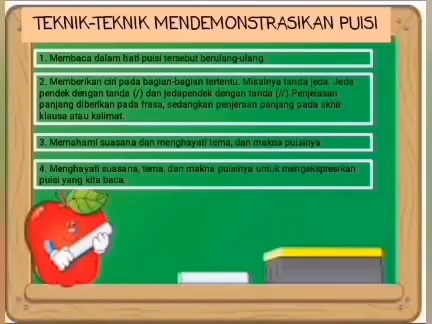 TEKNIK-TEKNIK MENDEMONSTRASIKAN PUISI
1. Membaca dalam hati puisi tersebut berulang-ulang.
2. Memberikan ciri pada bagian-bagian tertentu. Misalnya tanda jeda. Jeda
pendek dengan tanda (/) dan jedapendek dengan tanda (//) Penjelasan
panjang diberikan pada frasa, sedangkan penjeraan panjang pada akhir
klausa atau kalimat.
3. Memahami suasana dan menghayati tema, dan makna puisinya.
4. Menghayati suasana, tema, dan makna puisinya untuk mengekspresikan
puisi yang kita baca.